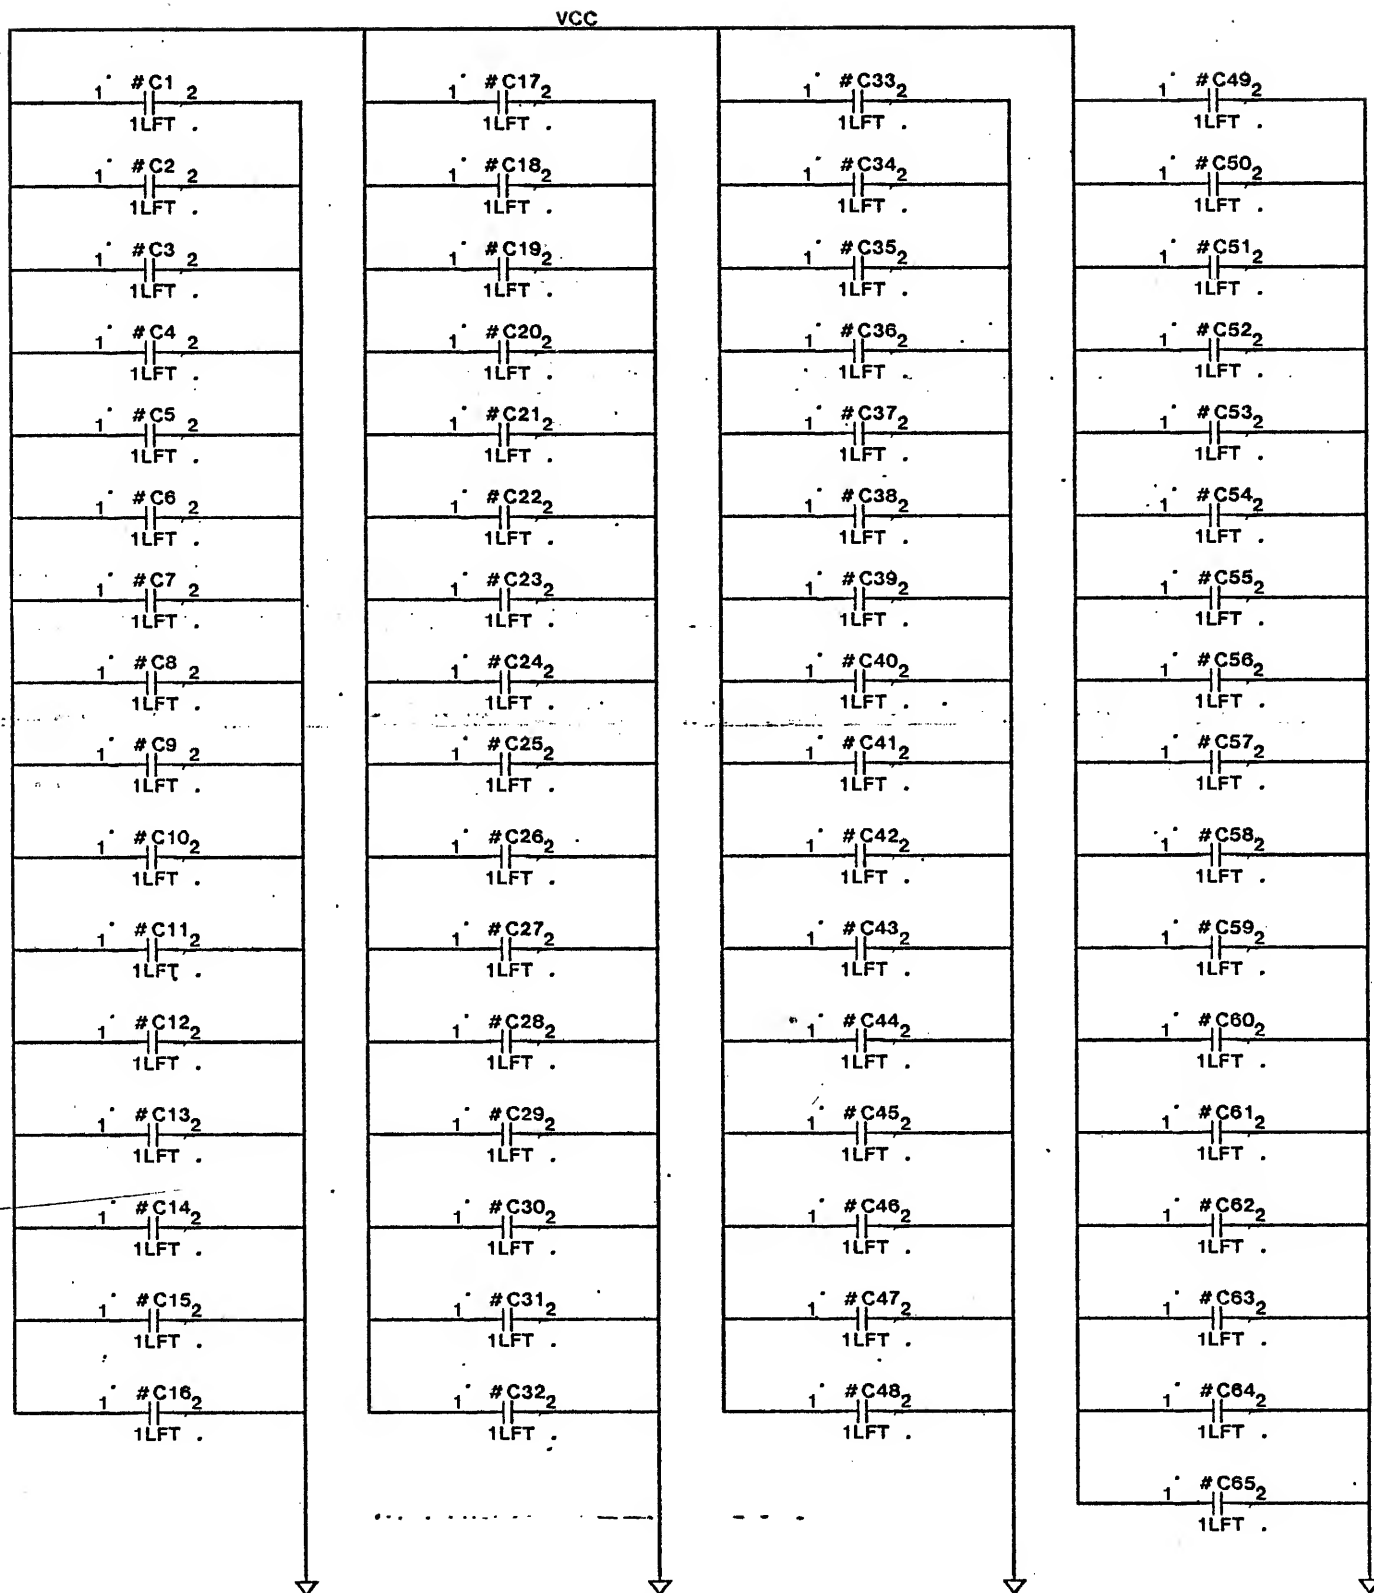 VCC
#C1 #C17 #C33 #C49
1 2 1 2 1 2 1 2
1LFT . 1LFT . 1LFT . 1LFT .
#C2 #C18 #C34 #C50
1 2 1 2 1 2 1 2
1LFT . 1LFT . 1LFT . 1LFT .
#C3 #C19 #C35 #C51
1 2 1 2 1 2 1 2
1LFT . 1LFT . 1LFT . 1LFT .
#C4 #C20 #C36 #C52
1 2 1 2 1 2 1 2
1LFT . 1LFT . 1LFT . 1LFT .
#C5 #C21 #C37 #C53
1 2 1 2 1 2 1 2
1LFT . 1LFT . 1LFT . 1LFT .
#C6 #C22 #C38 #C54
1 2 1 2 1 2 1 2
1LFT . 1LFT . 1LFT . 1LFT .
#C7 #C23 #C39 #C55
1 2 1 2 1 2 1 2
1LFT . 1LFT . 1LFT . 1LFT .
#C8 #C24 #C40 #C56
1 2 1 2 1 2 1 2
1LFT . 1LFT . 1LFT . 1LFT .
#C9 #C25 #C41 #C57
1 2 1 2 1 2 1 2
1LFT . 1LFT . 1LFT . 1LFT .
#C10 #C26 #C42 #C58
1 2 1 2 1 2 1 2
1LFT . 1LFT . 1LFT . 1LFT .
#C11 #C27 #C43 #C59
1 2 1 2 1 2 1 2
1LFT . 1LFT . 1LFT . 1LFT .
#C12 #C28 #C44 #C60
1 2 1 2 1 2 1 2
1LFT . 1LFT . 1LFT . 1LFT .
#C13 #C29 #C45 #C61
1 2 1 2 1 2 1 2
1LFT . 1LFT . 1LFT . 1LFT .
#C14 #C30 #C46 #C62
1 2 1 2 1 2 1 2
1LFT . 1LFT . 1LFT . 1LFT .
#C15 #C31 #C47 #C63
1 2 1 2 1 2 1 2
1LFT . 1LFT . 1LFT . 1LFT .
#C16 #C32 #C48 #C64
1 2 1 2 1 2 1 2
1LFT . 1LFT . 1LFT . 1LFT .
#C65
1 2
1LFT .